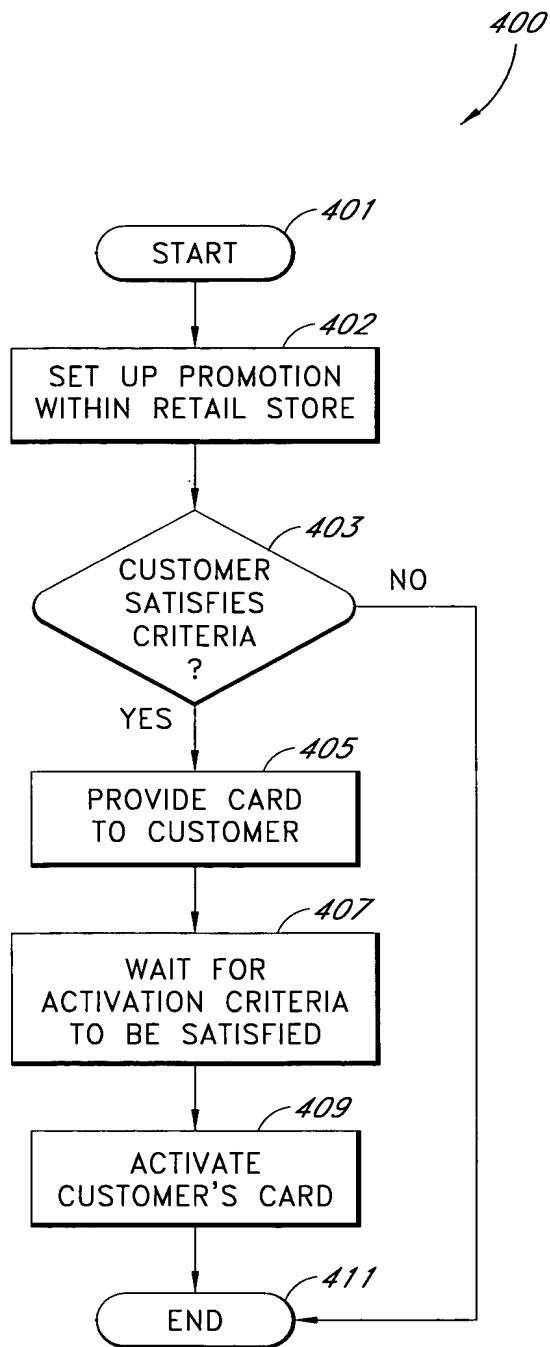 400
401
START
402
SET UP PROMOTION
WITHIN RETAIL STORE
403
CUSTOMER
SATISFIES
CRITERIA
?
NO
YES
405
PROVIDE CARD
TO CUSTOMER
407
WAIT FOR
ACTIVATION CRITERIA
TO BE SATISFIED
409
ACTIVATE
CUSTOMER'S CARD
411
END